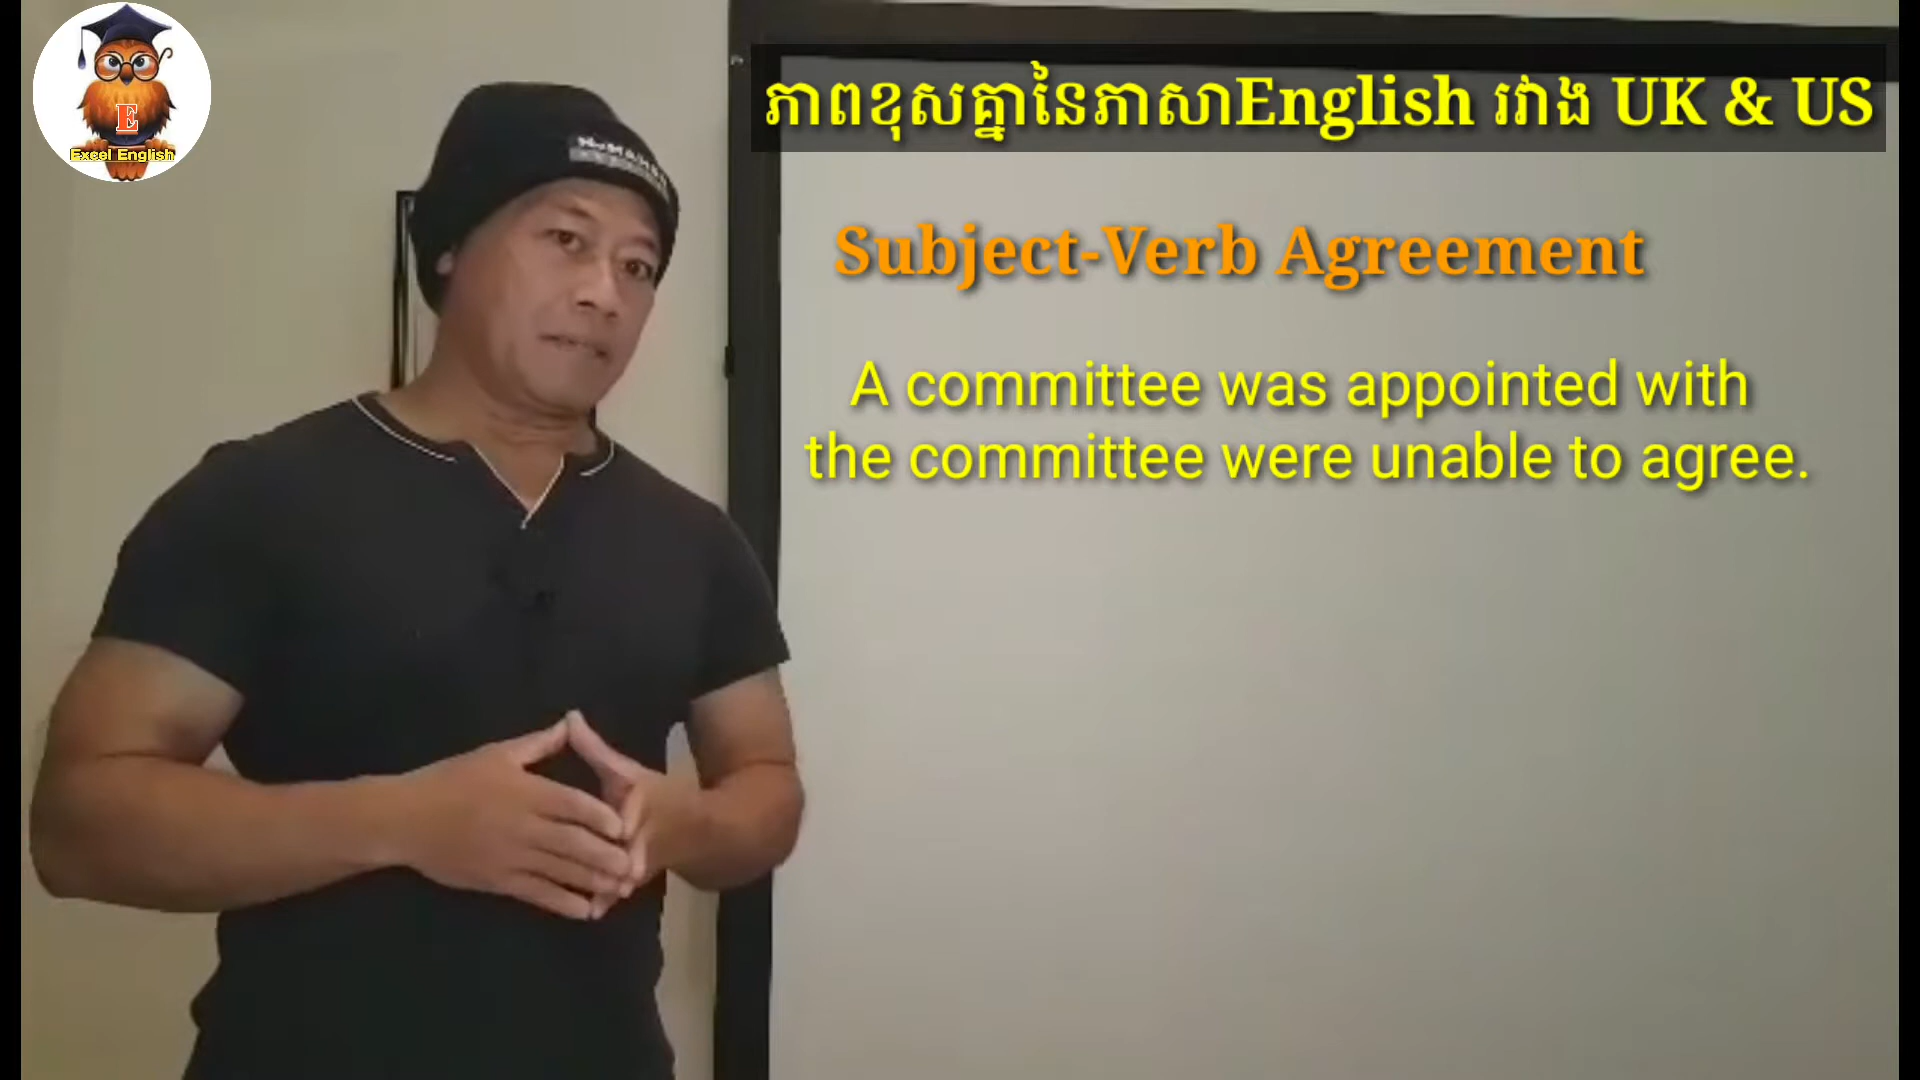 E
Excel English
ភាពខុសគ្នានៃភាសាEnglish រវាង UK & US
Subject-Verb Agreement
A committee was appointed with
the committee were unable to agree.